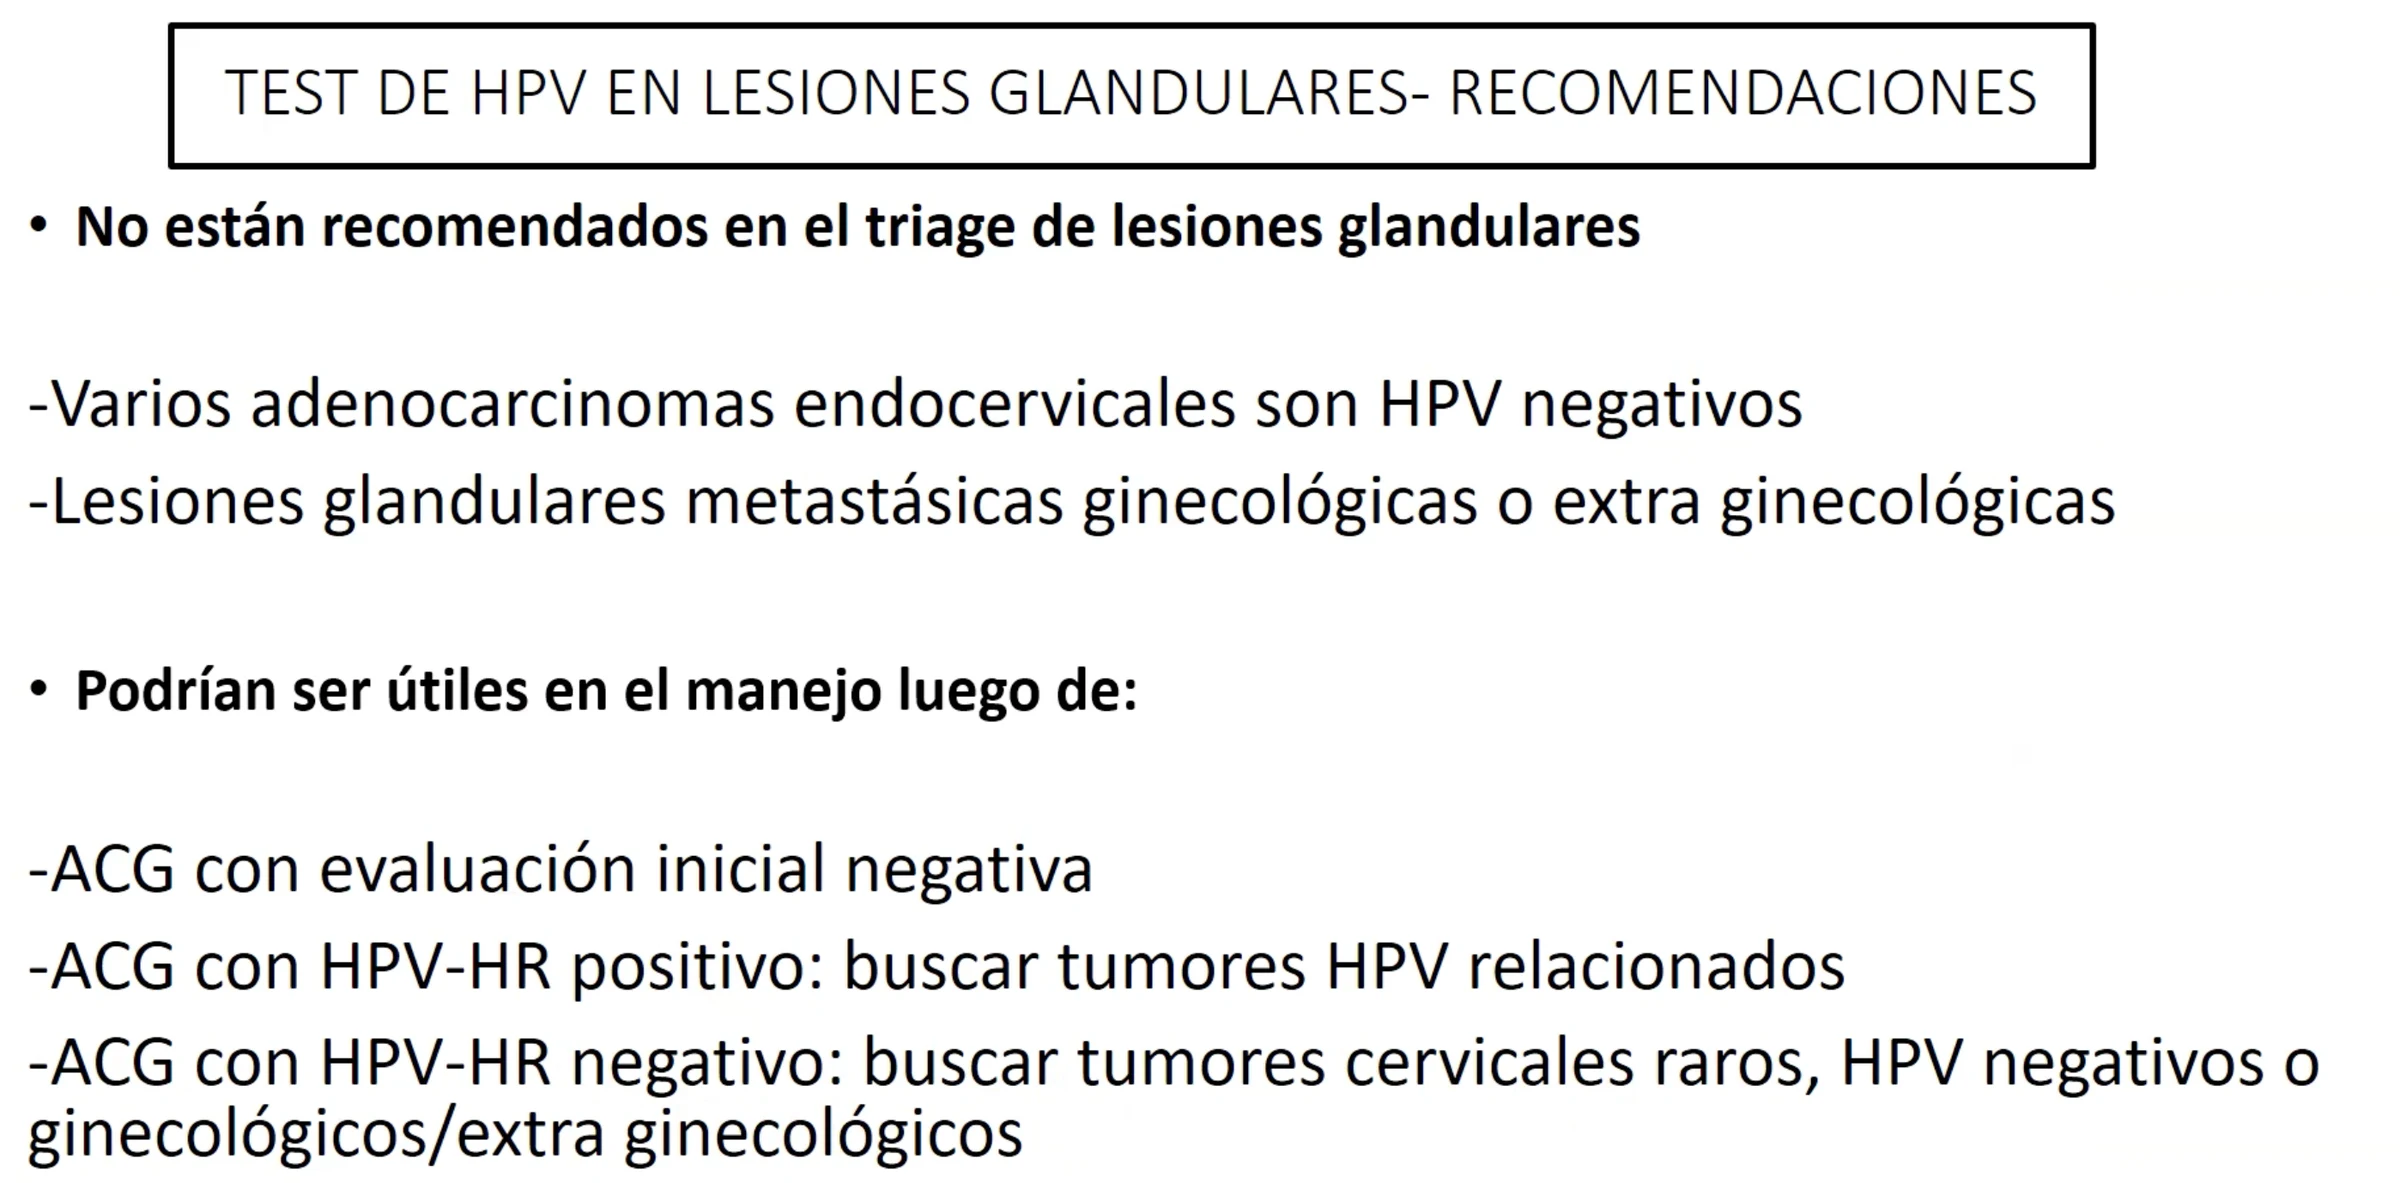 TEST DE HPV EN LESIONES GLANDULARES- RECOMENDACIONES
• No están recomendados en el triage de lesiones glandulares
-Varios adenocarcinomas endocervicales son HPV negativos
-Lesiones glandulares metastásicas ginecológicas o extra ginecológicas
• Podrían ser útiles en el manejo luego de:
-ACG con evaluación inicial negativa
-ACG con HPV-HR positivo: buscar tumores HPV relacionados
-ACG con HPV-HR negativo: buscar tumores cervicales raros, HPV negativos o
ginecológicos/extra ginecológicos